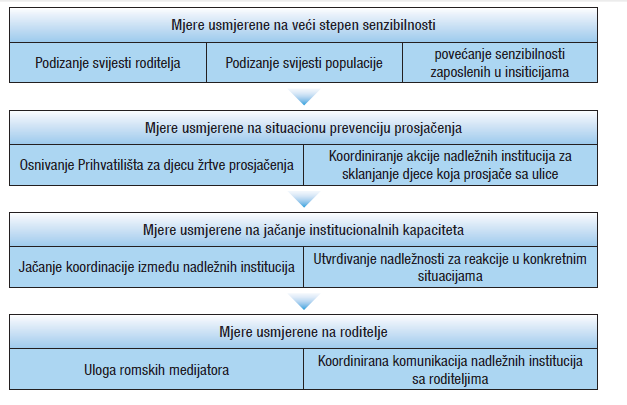 Mjere usmjerene na veći stepen senzibilnosti
Podizanje svijesti roditelja
Podizanje svijesti populacije
povećanje senzibilnosti
zaposlenih u insiticijama
Mjere usmjerene na situacionu prevenciju prosjačenja
Osnivanje Prihvatilišta za djecu žrtve prosjačenja
Koordiniranje akcije nadležnih institucija za
sklanjanje djece koja prosjače sa ulice
Mjere usmjerene na jačanje institucionalnih kapaciteta
Jačanje koordinacije između nadležnih institucija
Utvrđivanje nadležnosti za reakcije u konkretnim
situacijama
Mjere usmjerene na roditelje
Uloga romskih medijatora
Koordinirana komunikacija nadležnih institucija
sa roditeljima